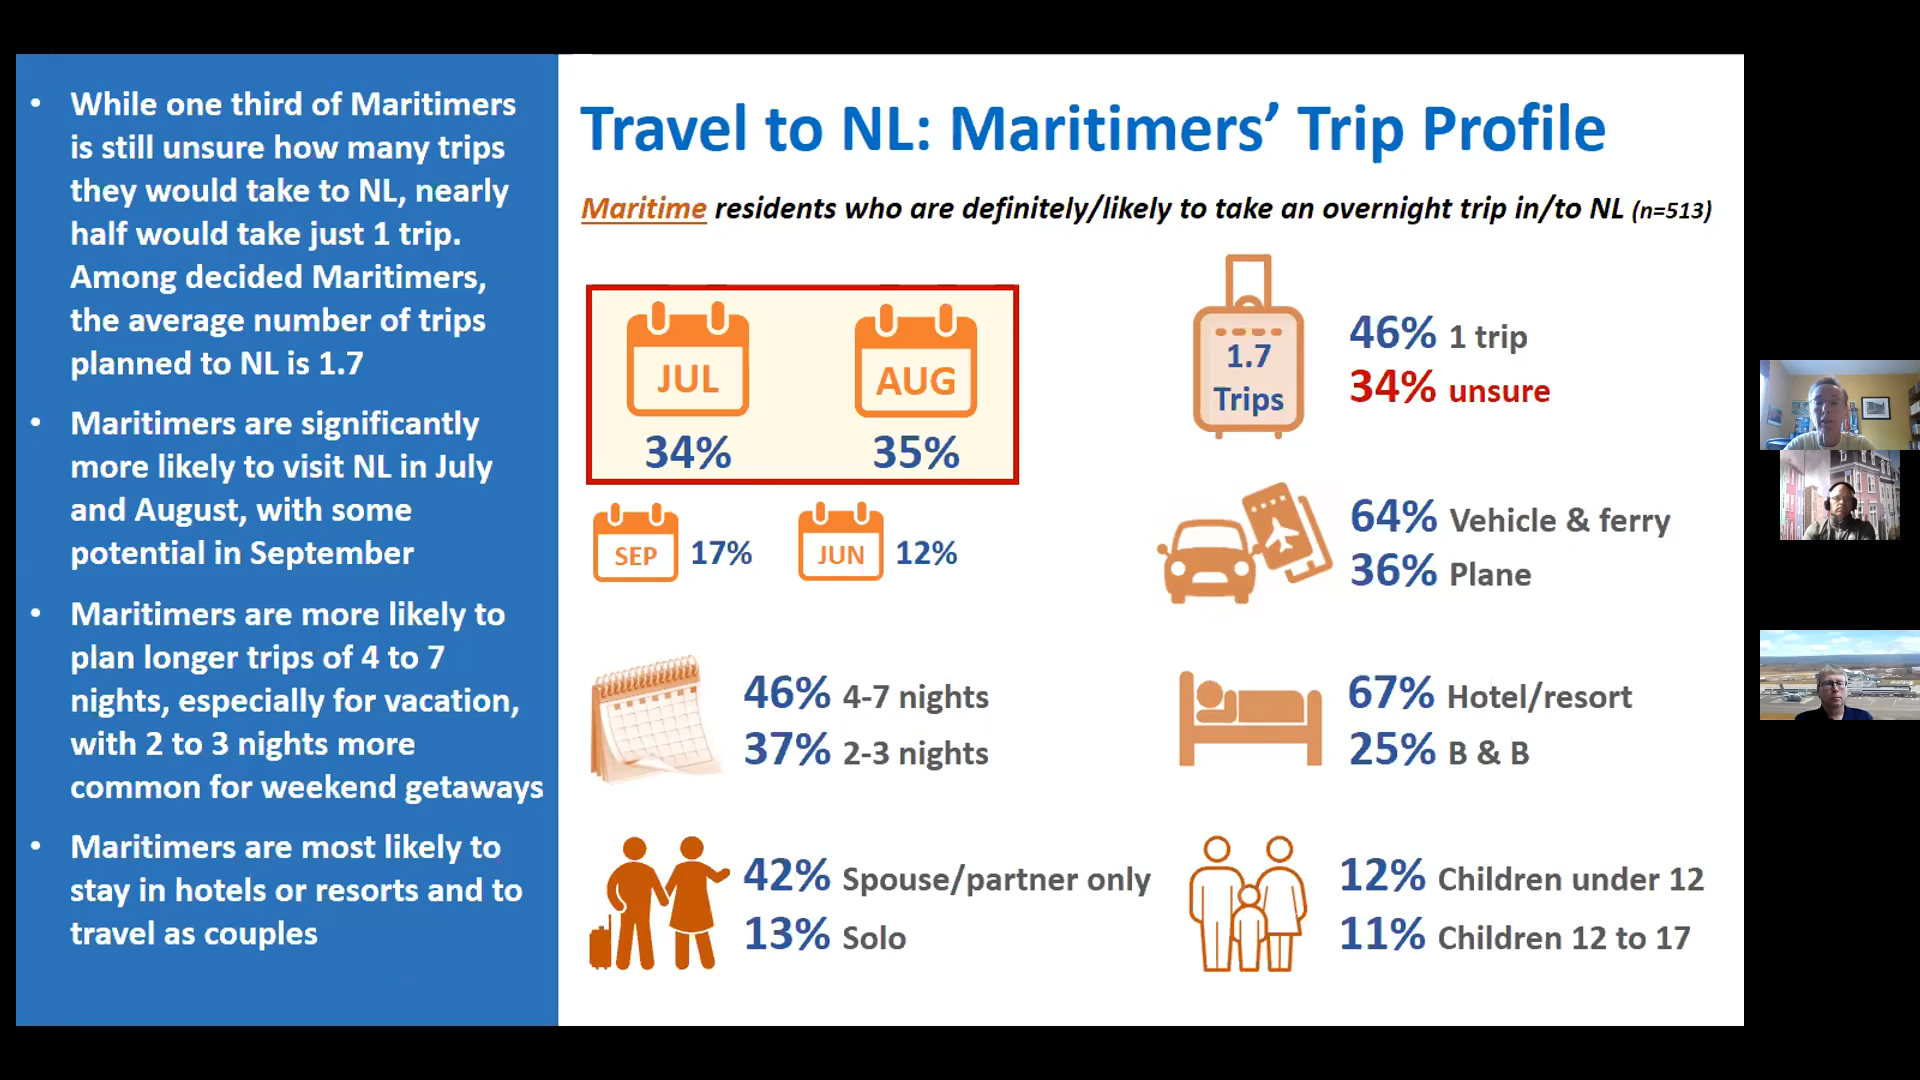 • While one third of Maritimers
is still unsure how many trips
they would take to NL, nearly
half would take just 1 trip.
Among decided Maritimers,
the average number of trips
planned to NL is 1.7
• Maritimers are significantly
more likely to visit NL in July
and August, with some
potential in September
• Maritimers are more likely to
plan longer trips of 4 to 7
nights, especially for vacation,
with 2 to 3 nights more
common for weekend getaways
• Maritimers are most likely to
stay in hotels or resorts and to
travel as couples
Travel to NL: Maritimers’ Trip Profile
Maritime residents who are definitely/likely to take an overnight trip in/to NL (n=513)
JUL
34%
AUG
35%
SEP 17%
JUN 12%
1.7
Trips
46% 1 trip
34% unsure
64% Vehicle & ferry
36% Plane
46% 4-7 nights
37% 2-3 nights
67% Hotel/resort
25% B & B
42% Spouse/partner only
13% Solo
12% Children under 12
11% Children 12 to 17